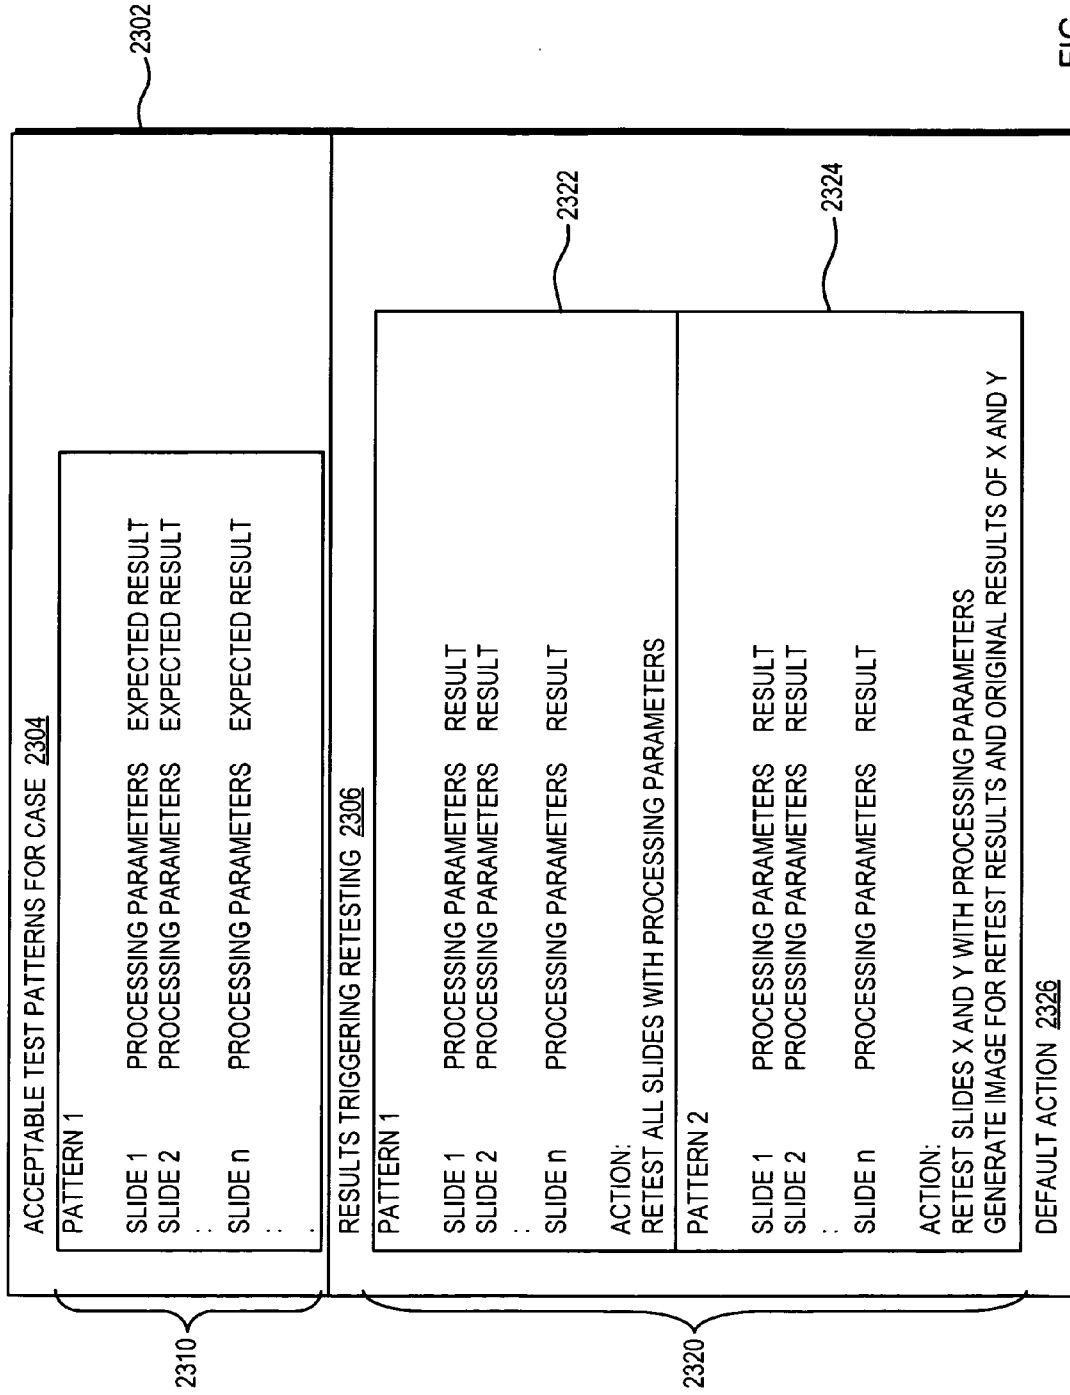 2302
ACCEPTABLE TEST PATTERNS FOR CASE 2304
PATTERN 1
SLIDE 1 PROCESSING PARAMETERS EXPECTED RESULT
SLIDE 2 PROCESSING PARAMETERS EXPECTED RESULT
:
SLIDE n PROCESSING PARAMETERS EXPECTED RESULT
:
.
2310
RESULTS TRIGGERING RETESTING 2306
PATTERN 1
SLIDE 1 PROCESSING PARAMETERS RESULT
SLIDE 2 PROCESSING PARAMETERS RESULT
:
SLIDE n PROCESSING PARAMETERS RESULT
ACTION:
RETEST ALL SLIDES WITH PROCESSING PARAMETERS
2322
PATTERN 2
SLIDE 1 PROCESSING PARAMETERS RESULT
SLIDE 2 PROCESSING PARAMETERS RESULT
:
SLIDE n PROCESSING PARAMETERS RESULT
ACTION:
RETEST SLIDES X AND Y WITH PROCESSING PARAMETERS
GENERATE IMAGE FOR RETEST RESULTS AND ORIGINAL RESULTS OF X AND Y
2324
2320
DEFAULT ACTION 2326
FIG